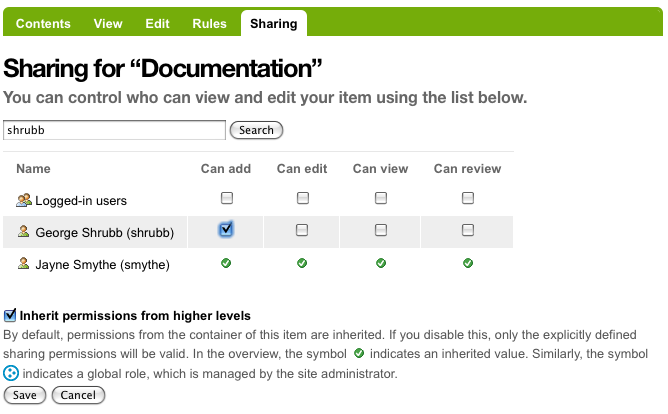 Contents View Edit Rules Sharing
Sharing for “Documentation”
You can control who can view and edit your item using the list below.
shrubb Search
Name Can add Can edit Can view Can review
Logged-in users
George Shrubb (shrubb)
Jayne Smythe (smythe)
Inherit permissions from higher levels
By default, permissions from the container of this item are inherited. If you disable this, only the explicitly defined
sharing permissions will be valid. In the overview, the symbol indicates an inherited value. Similarly, the symbol
indicates a global role, which is managed by the site administrator.
Save Cancel